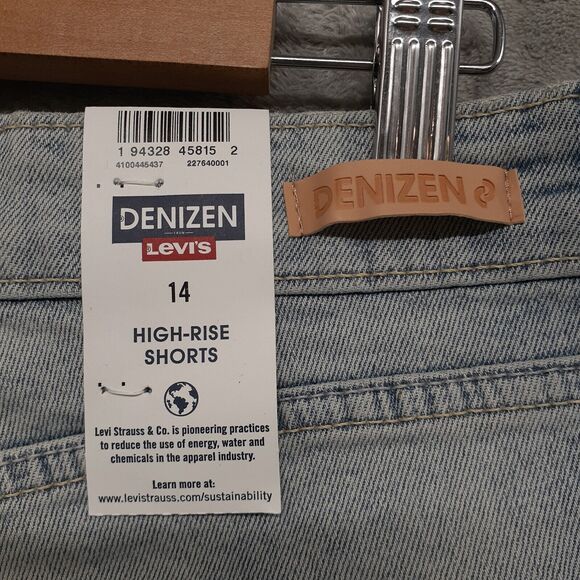 1 94328 45815 2
4100445437 227640001
DENIZEN
FROM
LEVI'S
14
HIGH-RISE
SHORTS
Levi Strauss & Co. is pioneering practices
to reduce the use of energy, water and
chemicals in the apparel industry.
Learn more at:
www.levistrauss.com/sustainability
DENIZEN